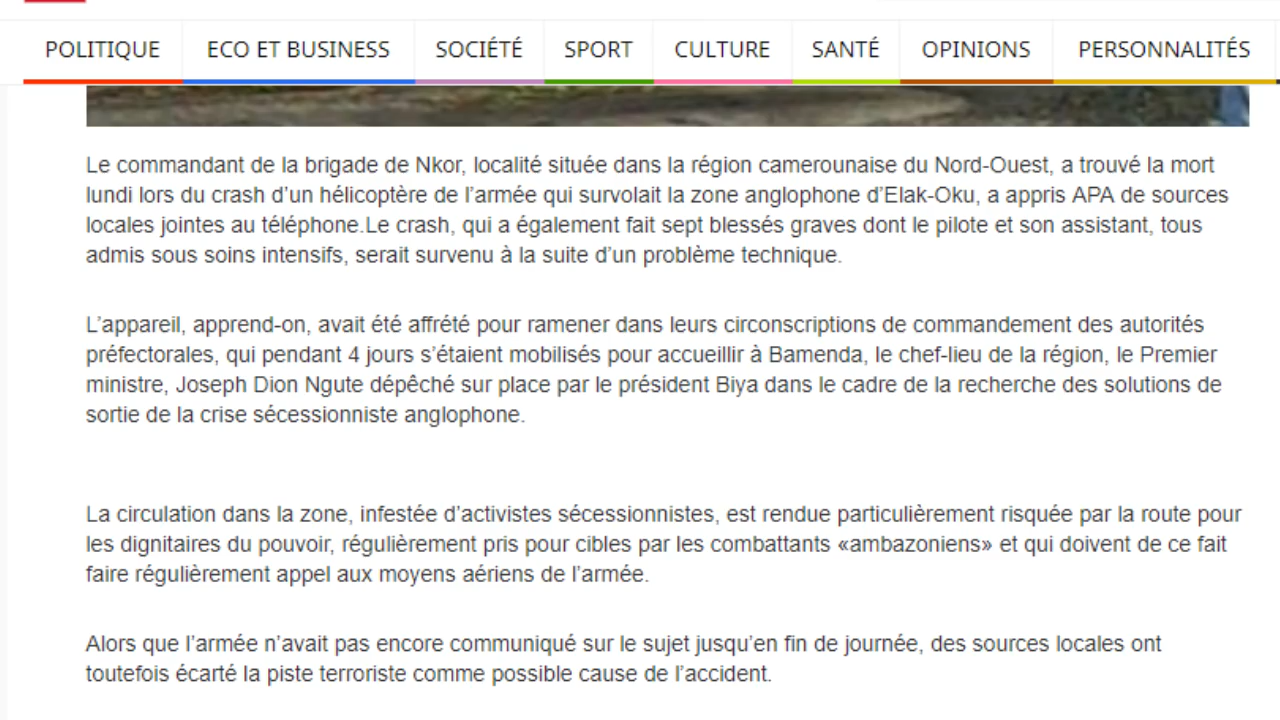 POLITIQUE ECO ET BUSINESS SOCIÉTÉ SPORT CULTURE SANTÉ OPINIONS PERSONNALITÉS
Le commandant de la brigade de Nkor, localité située dans la région camerounaise du Nord-Ouest, a trouvé la mort
lundi lors du crash d’un hélicoptère de l’armée qui survolait la zone anglophone d’Elak-Oku, a appris APA de sources
locales jointes au téléphone.Le crash, qui a également fait sept blessés graves dont le pilote et son assistant, tous
admis sous soins intensifs, serait survenu à la suite d’un problème technique.
L’appareil, apprend-on, avait été affrété pour ramener dans leurs circonscriptions de commandement des autorités
préfectorales, qui pendant 4 jours s’étaient mobilisés pour accueillir à Bamenda, le chef-lieu de la région, le Premier
ministre, Joseph Dion Ngute dépêché sur place par le président Biya dans le cadre de la recherche des solutions de
sortie de la crise sécessionniste anglophone.
La circulation dans la zone, infestée d’activistes sécessionnistes, est rendue particulièrement risquée par la route pour
les dignitaires du pouvoir, régulièrement pris pour cibles par les combattants «ambazoniens» et qui doivent de ce fait
faire régulièrement appel aux moyens aériens de l’armée.
Alors que l’armée n’avait pas encore communiqué sur le sujet jusqu’en fin de journée, des sources locales ont
toutefois écarté la piste terroriste comme possible cause de l’accident.